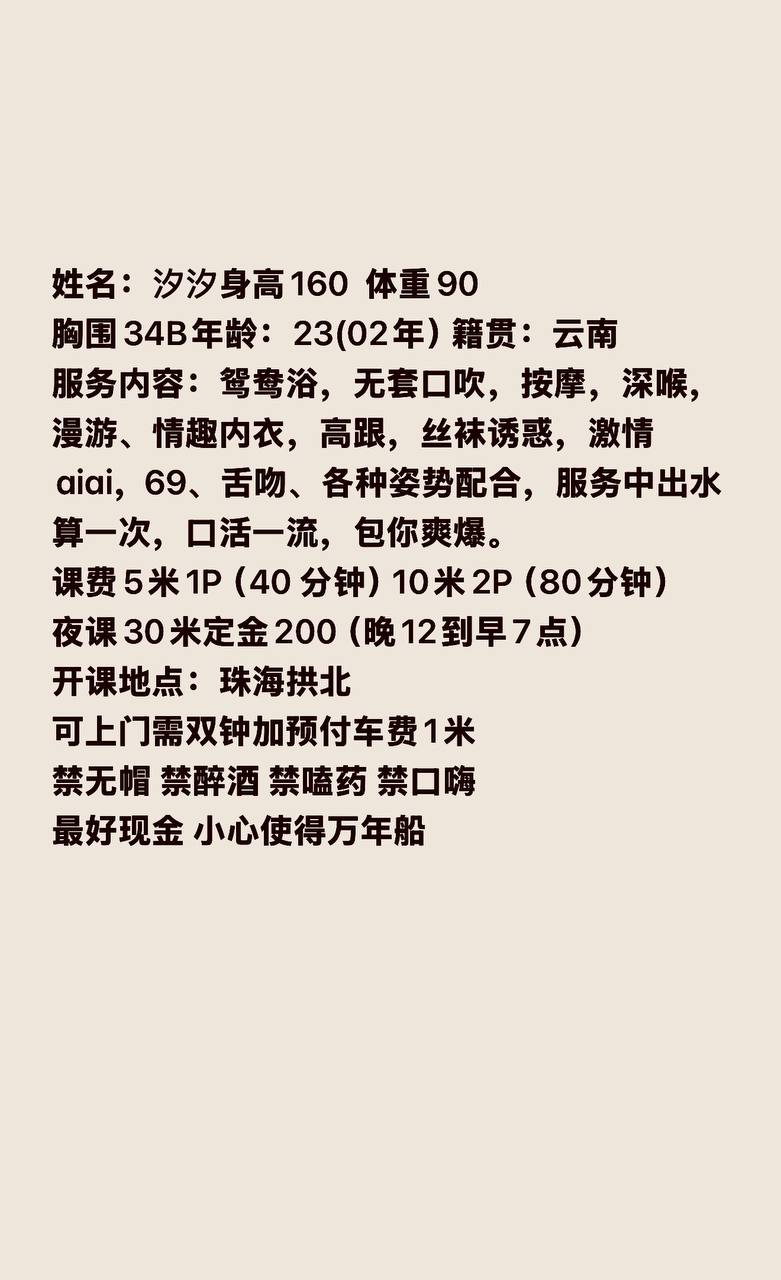 姓名：汐汐身高160 体重90
胸围34B年龄：23(02年）籍贯：云南
服务内容：鸳鸯浴，无套口吹，按摩，深喉，
漫游、情趣内衣，高跟，丝袜诱惑，激情
aiai，69、舌吻、各种姿势配合，服务中出水
算一次，口活一流，包你爽爆。
课费5米1P（40 分钟）10米2P（80分钟）
夜课30米定金200（晚12到早7点）
开课地点：珠海拱北
可上门需双钟加预付车费1米
禁无帽 禁醉酒 禁嗑药 禁口嗨
最好现金 小心使得万年船